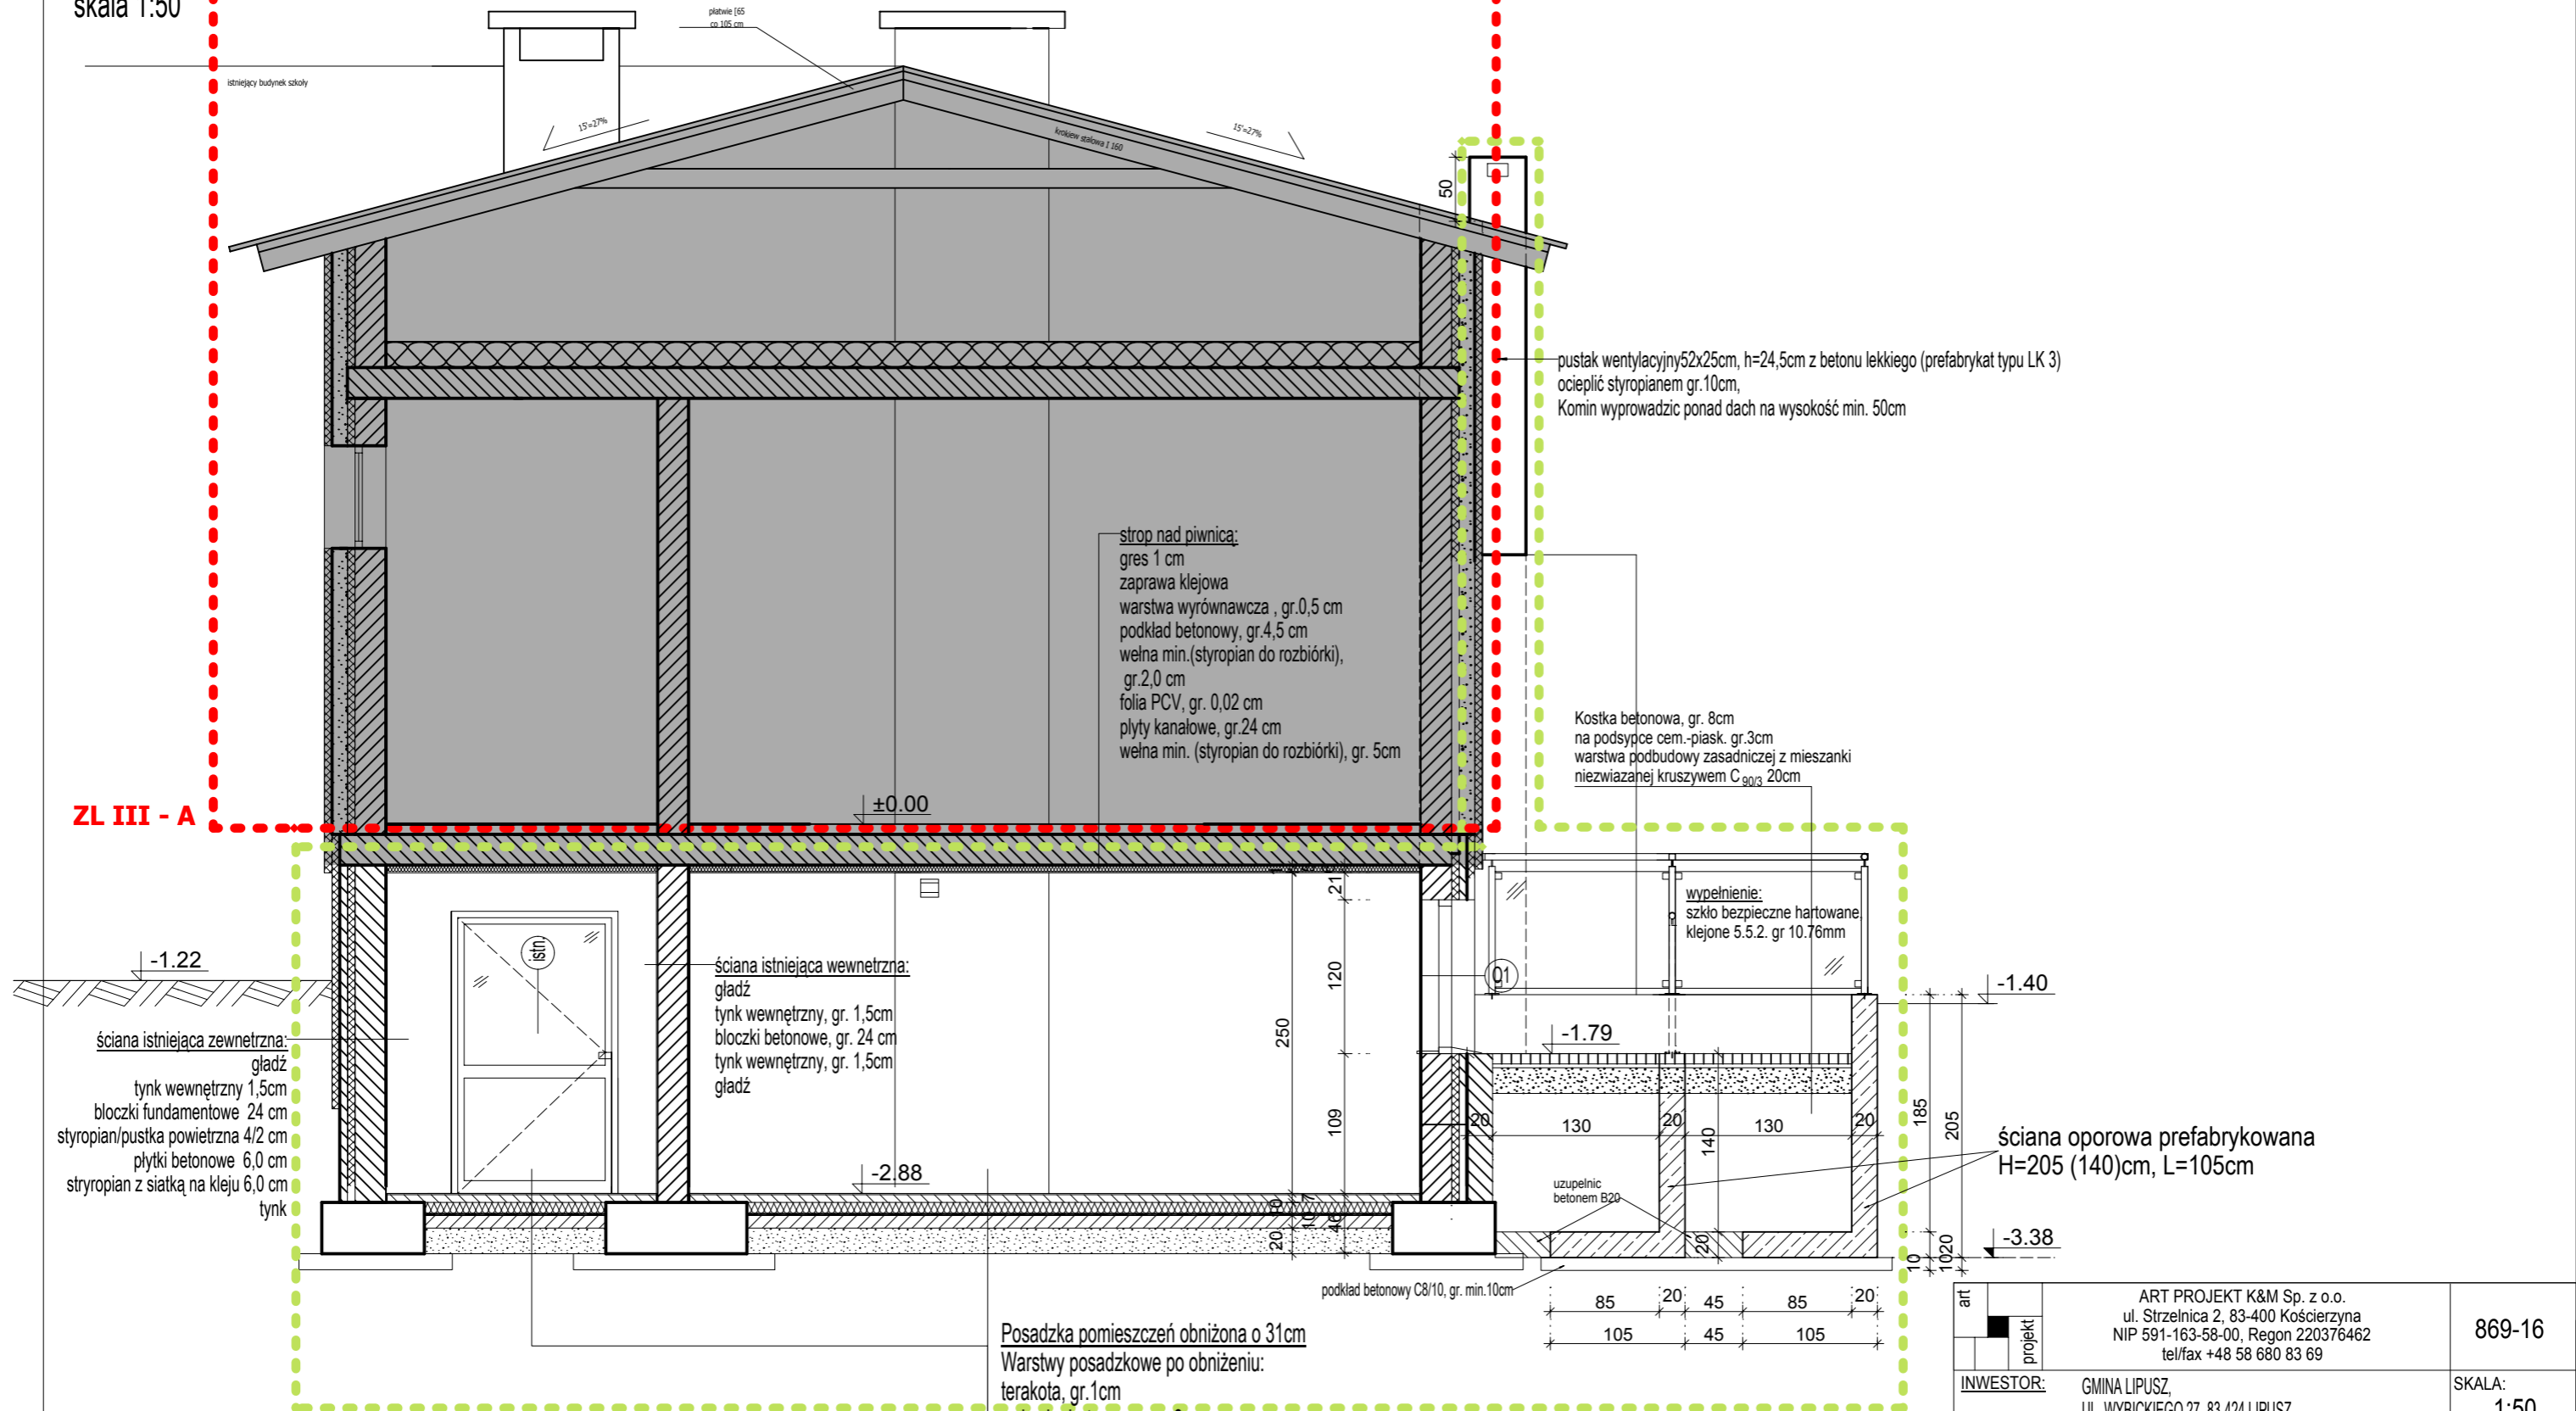 skala 1:50
płatwie [65
co 105 cm
istniejący budynek szkoły
15'=27%
krokiew stalowa I 160
15'=27%
50
pustak wentylacyjny52x25cm, h=24,5cm z betonu lekkiego (prefabrykat typu LK 3)
ocieplić styropianem gr.10cm,
Komin wyprowadzic ponad dach na wysokość min. 50cm
strop nad piwnicą:
gres 1 cm
zaprawa klejowa
warstwa wyrównawcza , gr.0,5 cm
podkład betonowy, gr.4,5 cm
wełna min.(styropian do rozbiórki),
gr.2,0 cm
folia PCV, gr. 0,02 cm
plyty kanałowe, gr.24 cm
wełna min. (styropian do rozbiórki), gr. 5cm
Kostka betonowa, gr. 8cm
na podsypce cem.-piask. gr.3cm
warstwa podbudowy zasadniczej z mieszanki
niezwiazanej kruszywem C90/3 20cm
ZL III - A
±0.00
wypełnienie:
szkło bezpieczne hartowane,
klejone 5.5.2. gr 10.76mm
21
istn.
-1.22
ściana istniejąca wewnetrzna:
gładź
tynk wewnętrzny, gr. 1,5cm
bloczki betonowe, gr. 24 cm
tynk wewnętrzny, gr. 1,5cm
gładź
250
120
109
O1
-1.40
-1.79
ściana istniejąca zewnetrzna:
gładź
tynk wewnętrzny 1,5cm
bloczki fundamentowe 24 cm
styropian/pustka powietrzna 4/2 cm
płytki betonowe 6,0 cm
stryropian z siatką na kleju 6,0 cm
tynk
20
130
20
140
130
20
185
205
ściana oporowa prefabrykowana
H=205 (140)cm, L=105cm
-2.88
uzupelnic
betonem B20
10
20
46
20
-3.38
10
1020
podkład betonowy C8/10, gr. min.10cm
85
20
45
85
20
105
45
105
Posadzka pomieszczeń obniżona o 31cm
Warstwy posadzkowe po obniżeniu:
terakota, gr.1cm
art
projekt
ART PROJEKT K&M Sp. z o.o.
ul. Strzelnica 2, 83-400 Kościerzyna
NIP 591-163-58-00, Regon 220376462
tel/fax +48 58 680 83 69
869-16
INWESTOR:
GMINA LIPUSZ,
UL. WYBICKIEGO 27, 83-424 LIPUSZ
SKALA:
1:50